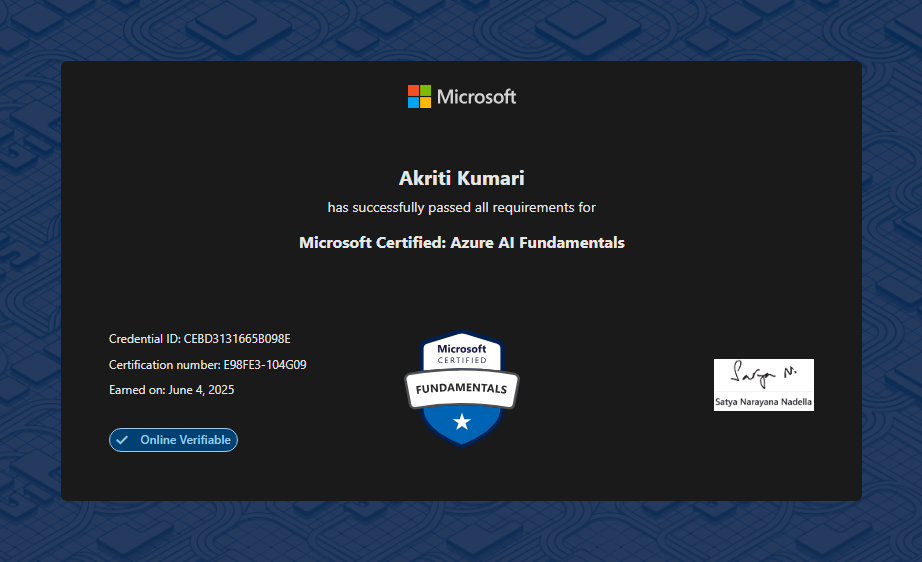 Microsoft
Akriti Kumari
has successfully passed all requirements for
Microsoft Certified: Azure AI Fundamentals
Credential ID: CEBD3131665B098E
Certification number: E98FE3-104G09
Earned on: June 4, 2025
Online Verifiable
Microsoft
CERTIFIED
FUNDAMENTALS
Satya N.
Satya Narayana Nadella